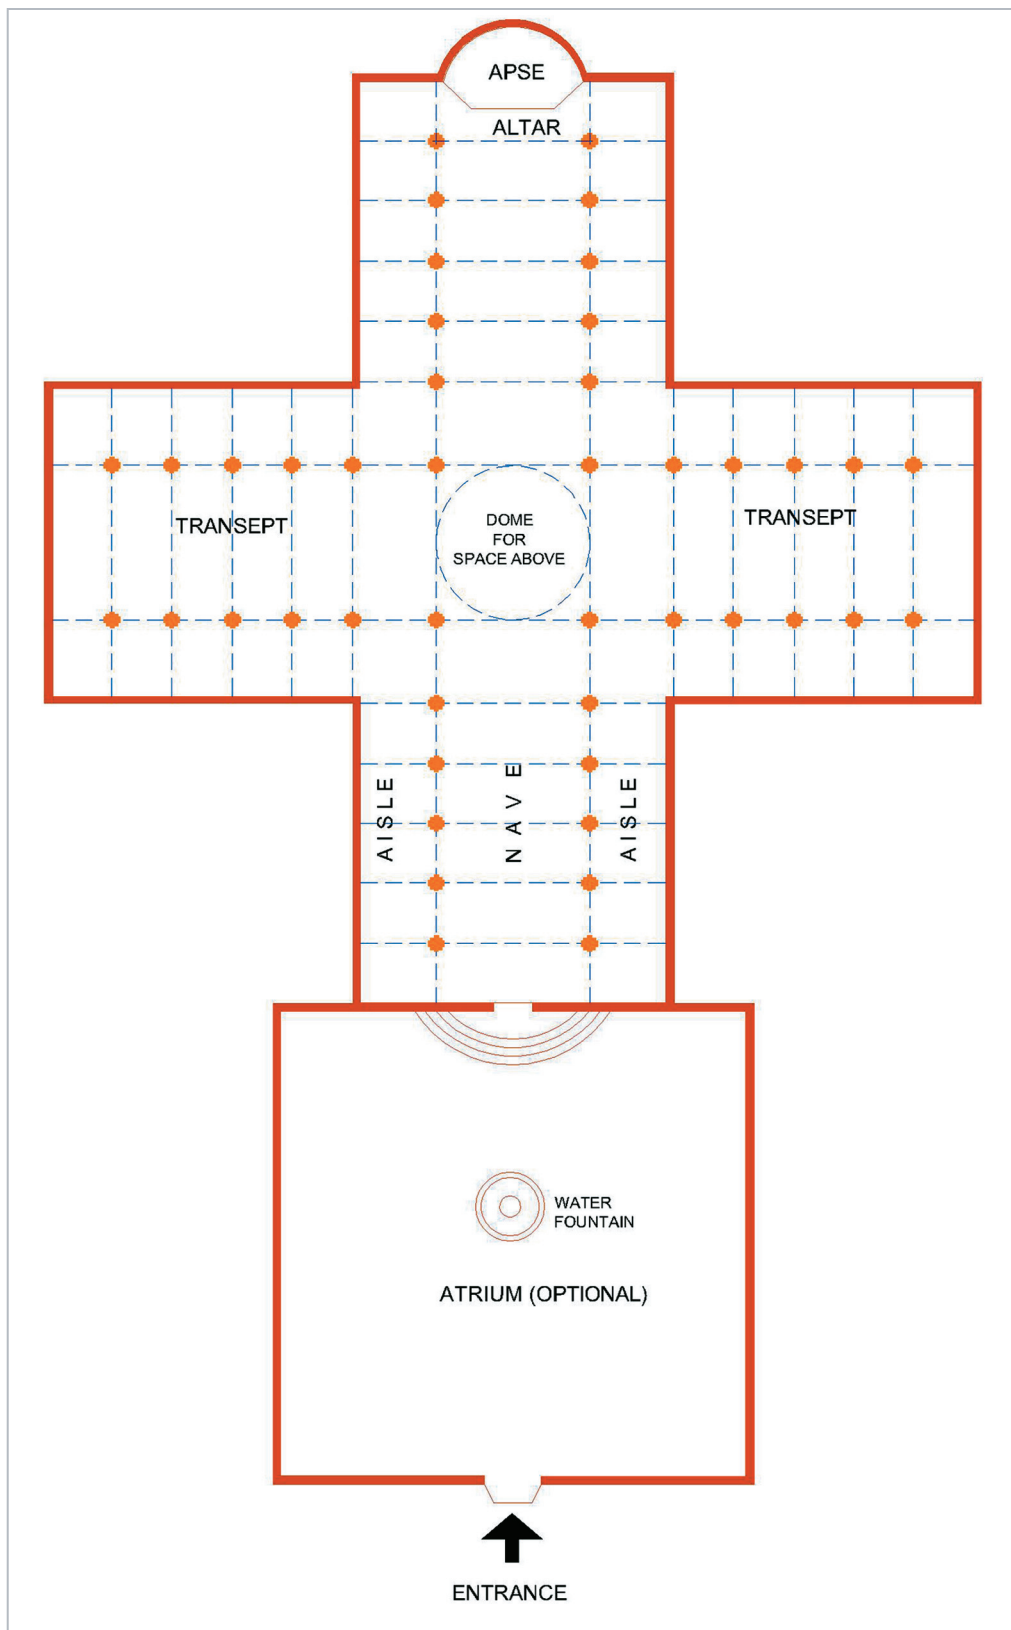 APSE
ALTAR
TRANSEPT
DOME
FOR
SPACE ABOVE
TRANSEPT
AISLE
NAVE
AISLE
WATER
FOUNTAIN
ATRIUM (OPTIONAL)
ENTRANCE